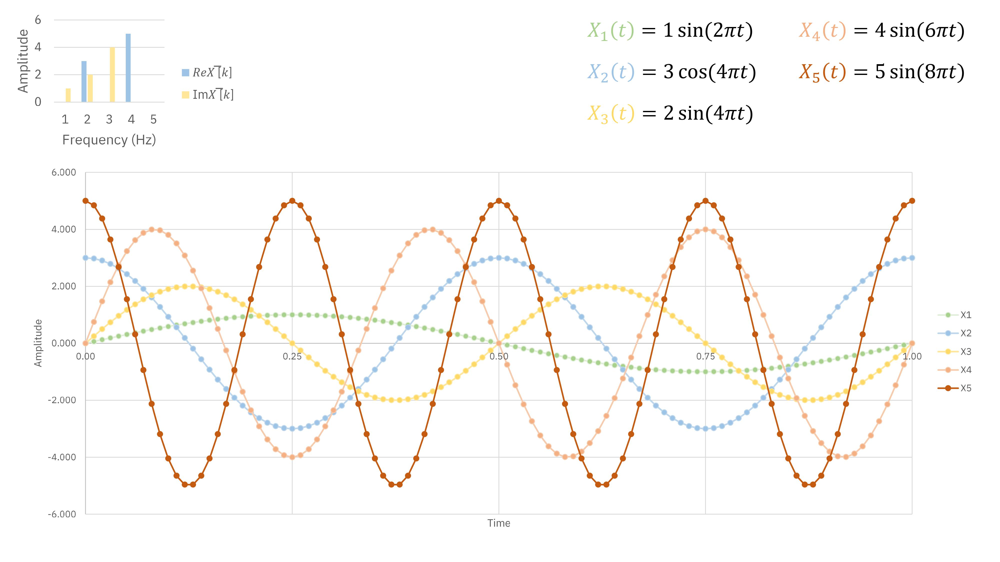 6
4
2
0
Amplitude
1 2 3 4 5
Frequency (Hz)
ReX̅[k]
ImX̅[k]
X₁(t) = 1 sin(2πt)
X₂(t) = 3 cos(4πt)
X₃(t) = 2 sin(4πt)
X₄(t) = 4 sin(6πt)
X₅(t) = 5 sin(8πt)
6.000
4.000
2.000
0.000
-2.000
-4.000
-6.000
Amplitude
0.00 0.25 0.50 0.75 1.00
Time
X1
X2
X3
X4
X5